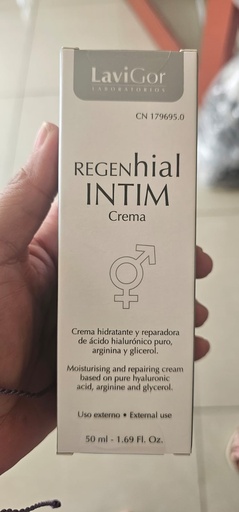 LaviGor
LABORATORIOS
CN 179695.0
REGENhial
INTIM
Crema
Crema hidratante y reparadora
de ácido hialurónico puro,
arginina y glicerol.
Moisturising and repairing cream
based on pure hyaluronic
acid, arginine and glycerol.
Uso externo • External use
50 ml - 1.69 Fl. Oz.